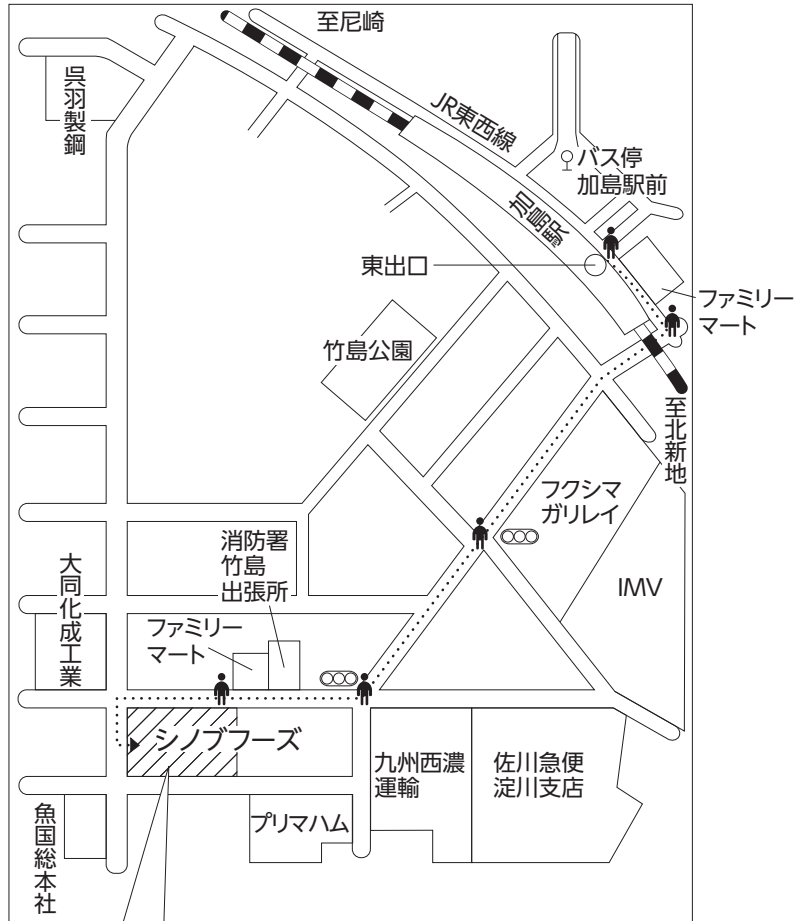 至尼崎
呉羽製鋼
JR東西線
バス停
加島駅前
加島駅
東出口
ファミリー
マート
竹島公園
至北新地
フクシマ
ガリレイ
消防署
竹島
出張所
IMV
大同化成工業
ファミリー
マート
シノブフーズ
九州西濃
運輸
佐川急便
淀川支店
プリマハム
魚国総本社